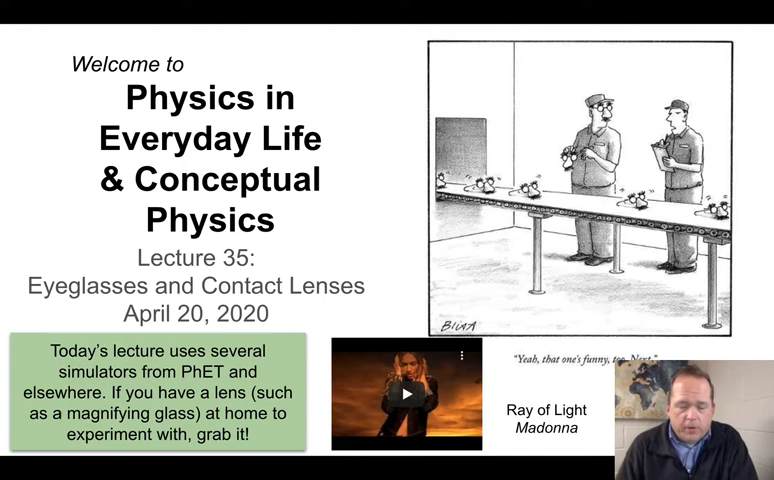 Welcome to
Physics in
Everyday Life
& Conceptual
Physics
Lecture 35:
Eyeglasses and Contact Lenses
April 20, 2020
Today's lecture uses several
simulators from PhET and
elsewhere. If you have a lens (such
as a magnifying glass) at home to
experiment with, grab it!
"Yeah, that one's funny, too. Next."
Ray of Light
Madonna